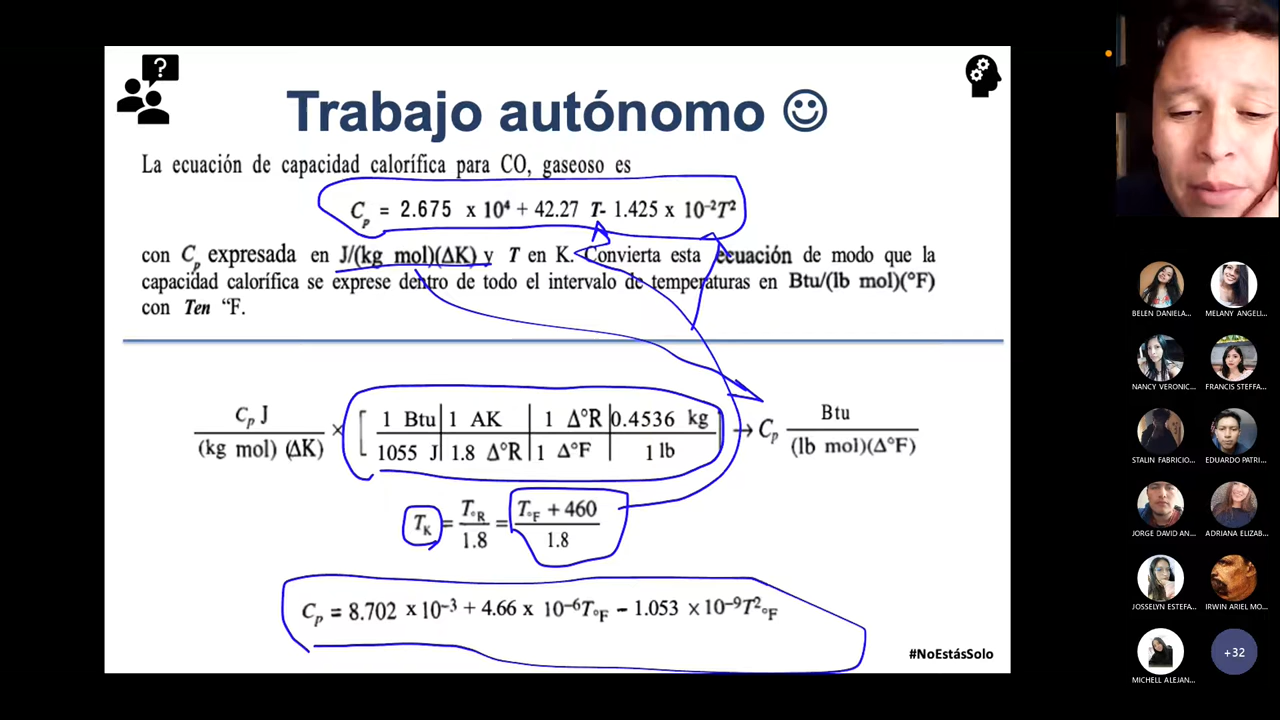 Trabajo autónomo
La ecuación de capacidad calorífica para CO, gaseoso es
Cp = 2.675 x 10⁴ + 42.27 T- 1.425 x 10⁻²T²
con Cp expresada en J/(kg mol)(ΔK) y T en K. Convierta esta ecuación de modo que la
capacidad calorífica se exprese dentro de todo el intervalo de temperaturas en Btu/(lb mol)(°F)
con Ten “F.
Cp J / (kg mol) (ΔK) × [ 1 Btu / 1055 J | 1 AK / 1.8 Δ°R | 1 Δ°R / 1 Δ°F | 0.4536 kg / 1 lb ] → Cp Btu / (lb mol)(Δ°F)
TK = T°R / 1.8 = T°F + 460 / 1.8
Cp = 8.702 ×10⁻³ + 4.66 x 10⁻⁶T°F − 1.053 ×10⁻⁹T²°F
#NoEstásSolo
BELEN DANIELA...
MELANY ANGELI...
NANCY VERONIC...
FRANCIS STEFFA...
STALIN FABRICIO...
EDUARDO PATRI...
JORGE DAVID AN...
ADRIANA ELIZAB...
JOSSELYN ESTEFA...
IRWIN ARIEL MO...
MICHELL ALEJAN...
+32